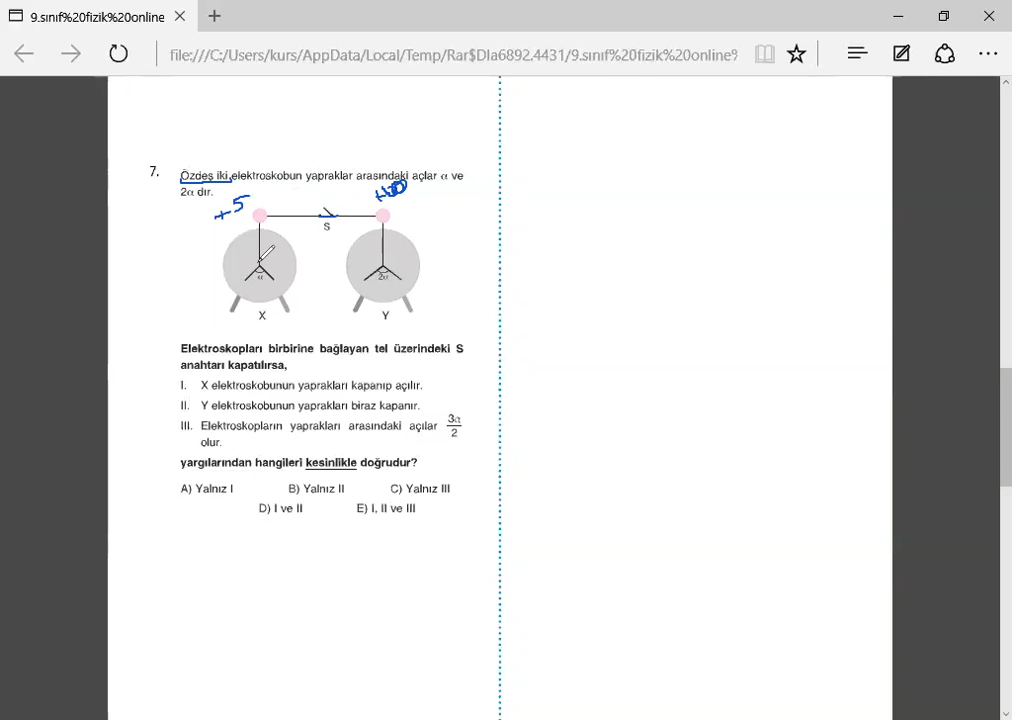 9.sınıf%20fizik%20online
file:///C:/Users/kurs/AppData/Local/Temp/Rar$DIa6892.4431/9.sınıf%20fizik%20online%
7. Özdeş iki elektroskobun yapraklar arasındaki açlar α ve
2α dır.
+5
S
α
2α
X
Y
Elektroskopları birbirine bağlayan tel üzerindeki S
anahtarı kapatılırsa,
I. X elektroskobunun yaprakları kapanıp açılır.
II. Y elektroskobunun yaprakları biraz kapanır.
III. Elektroskopların yaprakları arasındaki açılar 3α/2
olur.
yargılarından hangileri kesinlikle doğrudur?
A) Yalnız I B) Yalnız II C) Yalnız III
D) I ve II E) I, II ve III